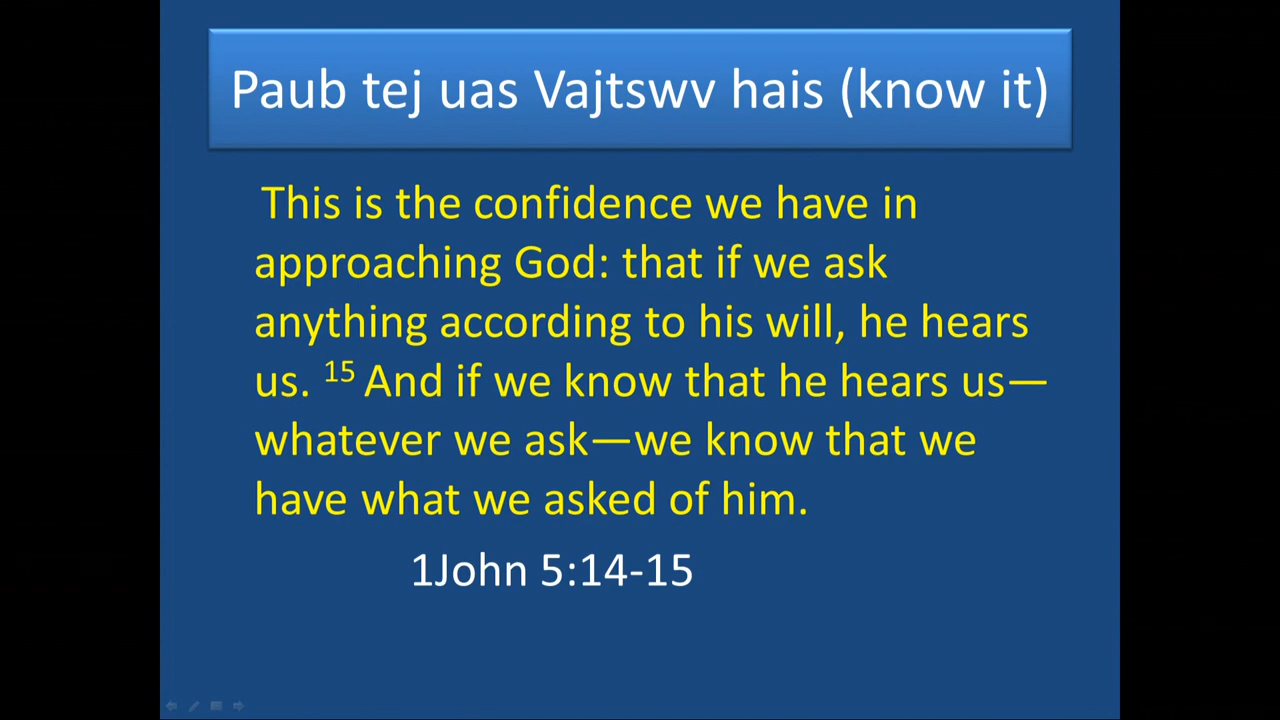 Paub tej uas Vajtswv hais (know it)
This is the confidence we have in
approaching God: that if we ask
anything according to his will, he hears
us. 15 And if we know that he hears us—
whatever we ask—we know that we
have what we asked of him.
1John 5:14-15